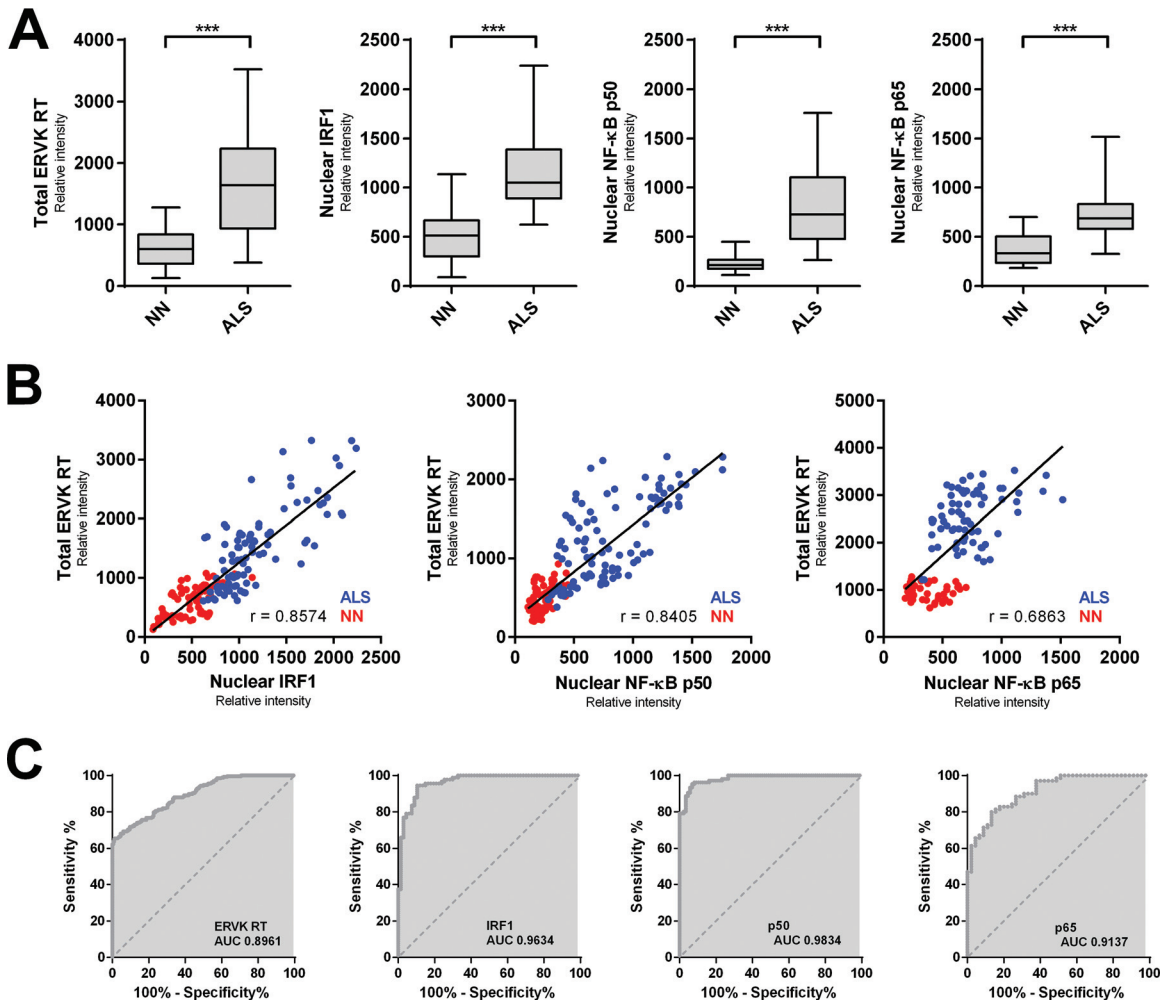 A
Total ERVK RT
Relative intensity
4000
3000
2000
1000
0
***
NN
ALS
Nuclear IRF1
Relative intensity
2500
2000
1500
1000
500
0
***
NN
ALS
Nuclear NF-κB p50
Relative intensity
2500
2000
1500
1000
500
0
***
NN
ALS
Nuclear NF-κB p65
Relative intensity
2500
2000
1500
1000
500
0
***
NN
ALS
B
Total ERVK RT
Relative intensity
4000
3000
2000
1000
0
ALS
r = 0.8574 NN
0 500 1000 1500 2000 2500
Nuclear IRF1
Relative intensity
Total ERVK RT
Relative intensity
3000
2000
1000
0
ALS
r = 0.8405 NN
0 500 1000 1500 2000
Nuclear NF-κB p50
Relative intensity
Total ERVK RT
Relative intensity
5000
4000
3000
2000
1000
0
ALS
r = 0.6863 NN
0 500 1000 1500 2000
Nuclear NF-κB p65
Relative intensity
C
Sensitivity %
100
80
60
40
20
0
ERVK RT
AUC 0.8961
0 20 40 60 80 100
100% - Specificity%
Sensitivity %
100
80
60
40
20
0
IRF1
AUC 0.9634
0 20 40 60 80 100
100% - Specificity%
Sensitivity %
100
80
60
40
20
0
p50
AUC 0.9834
0 20 40 60 80 100
100% - Specificity%
Sensitivity %
100
80
60
40
20
0
p65
AUC 0.9137
0 20 40 60 80 100
100% - Specificity%